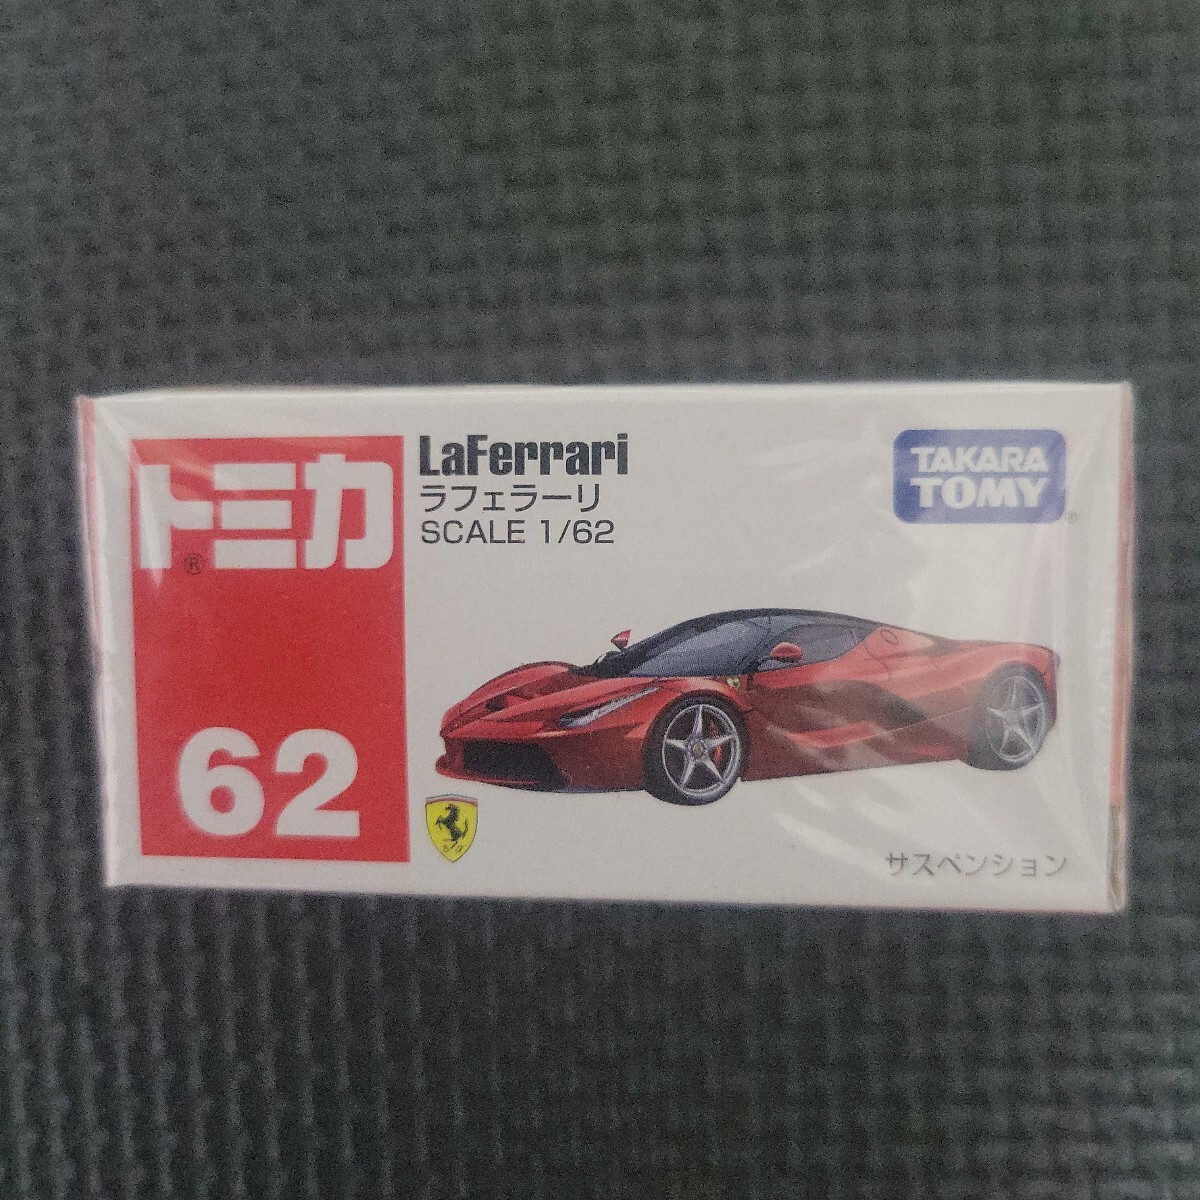 トミカ®
62
LaFerrari
ラフェラーリ
SCALE 1/62
TAKARA
TOMY®
サスペンション
S F